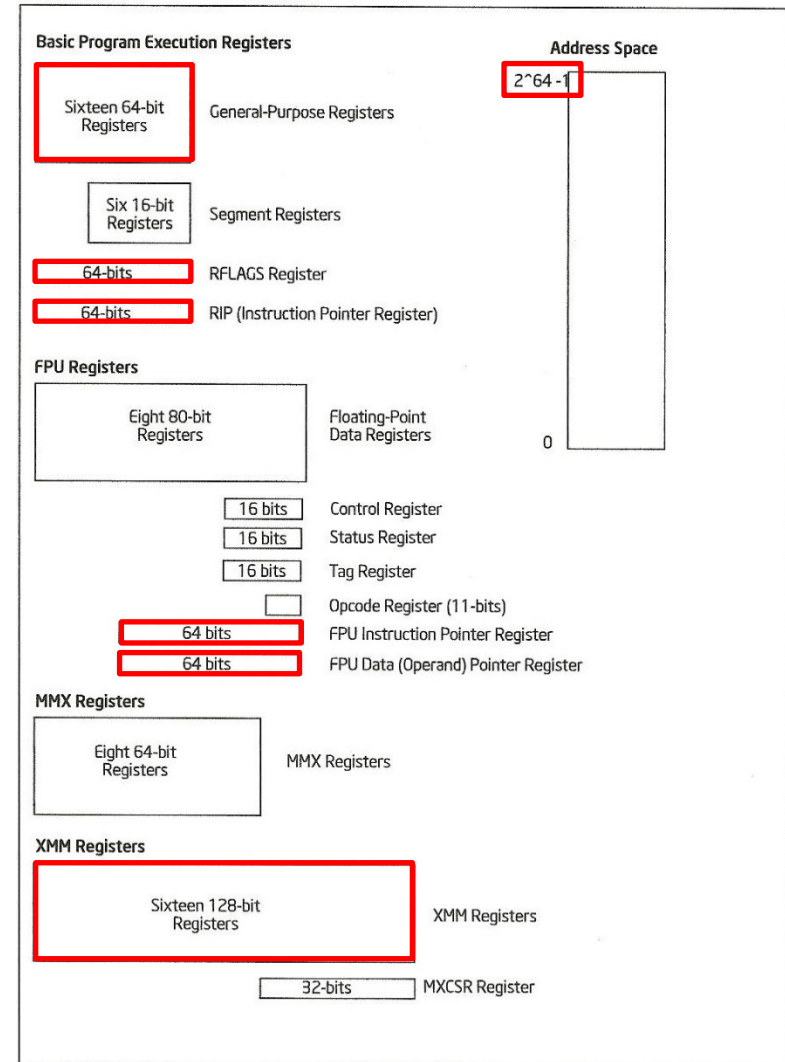 Basic Program Execution Registers
Address Space
2^64 -1
Sixteen 64-bit
Registers
General-Purpose Registers
Six 16-bit
Registers
Segment Registers
64-bits
RFLAGS Register
64-bits
RIP (Instruction Pointer Register)
FPU Registers
Eight 80-bit
Registers
Floating-Point
Data Registers
0
16 bits
Control Register
16 bits
Status Register
16 bits
Tag Register
Opcode Register (11-bits)
64 bits
FPU Instruction Pointer Register
64 bits
FPU Data (Operand) Pointer Register
MMX Registers
Eight 64-bit
Registers
MMX Registers
XMM Registers
Sixteen 128-bit
Registers
XMM Registers
32-bits
MXCSR Register